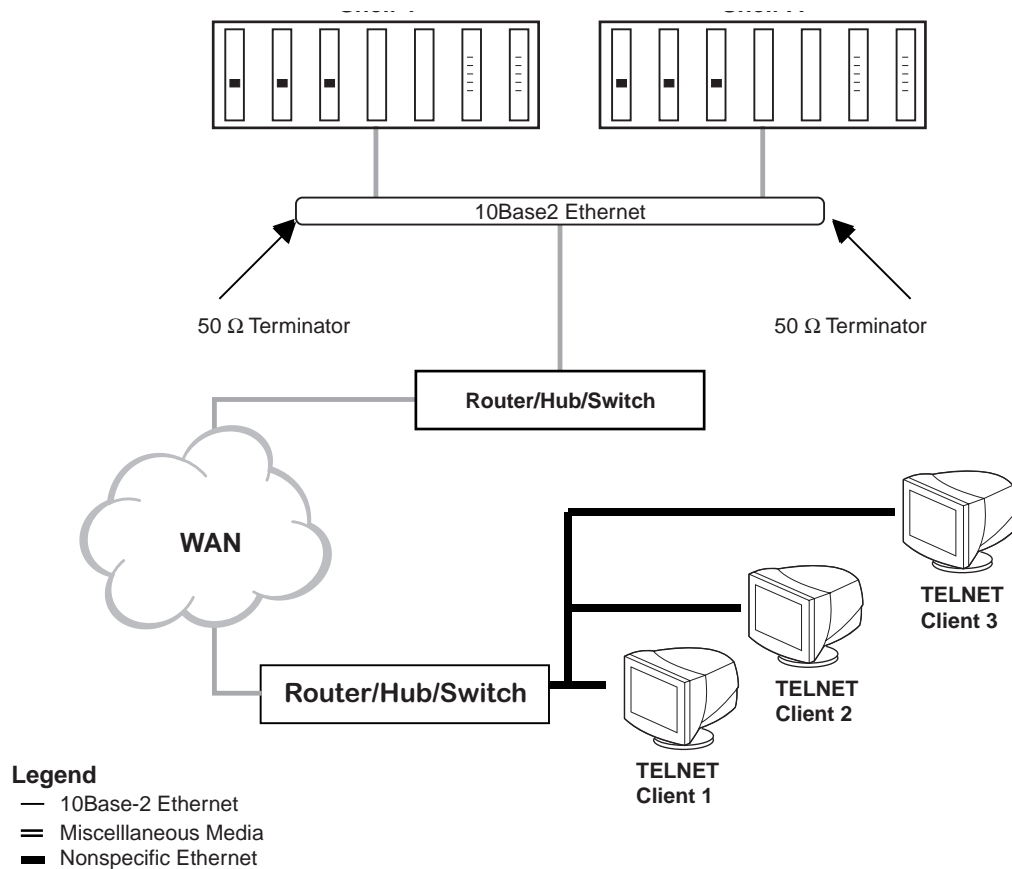 10Base2 Ethernet
50 Ω Terminator
50 Ω Terminator
Router/Hub/Switch
WAN
TELNET
Client 3
Router/Hub/Switch
TELNET
Client 2
TELNET
Client 1
Legend
10Base-2 Ethernet
Miscelllaneous Media
Nonspecific Ethernet